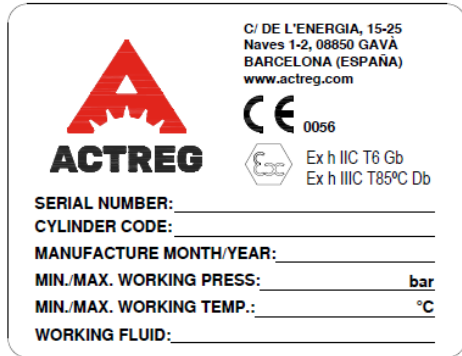 C/ DE L'ENERGIA, 15-25
Naves 1-2, 08850 GAVÀ
BARCELONA (ESPAÑA)
www.actreg.com
CE 0056
ACTREG
Ex Ex h IIC T6 Gb
Ex h IIIC T85ºC Db
SERIAL NUMBER:
CYLINDER CODE:
MANUFACTURE MONTH/YEAR:
MIN./MAX. WORKING PRESS: bar
MIN./MAX. WORKING TEMP.: °C
WORKING FLUID: